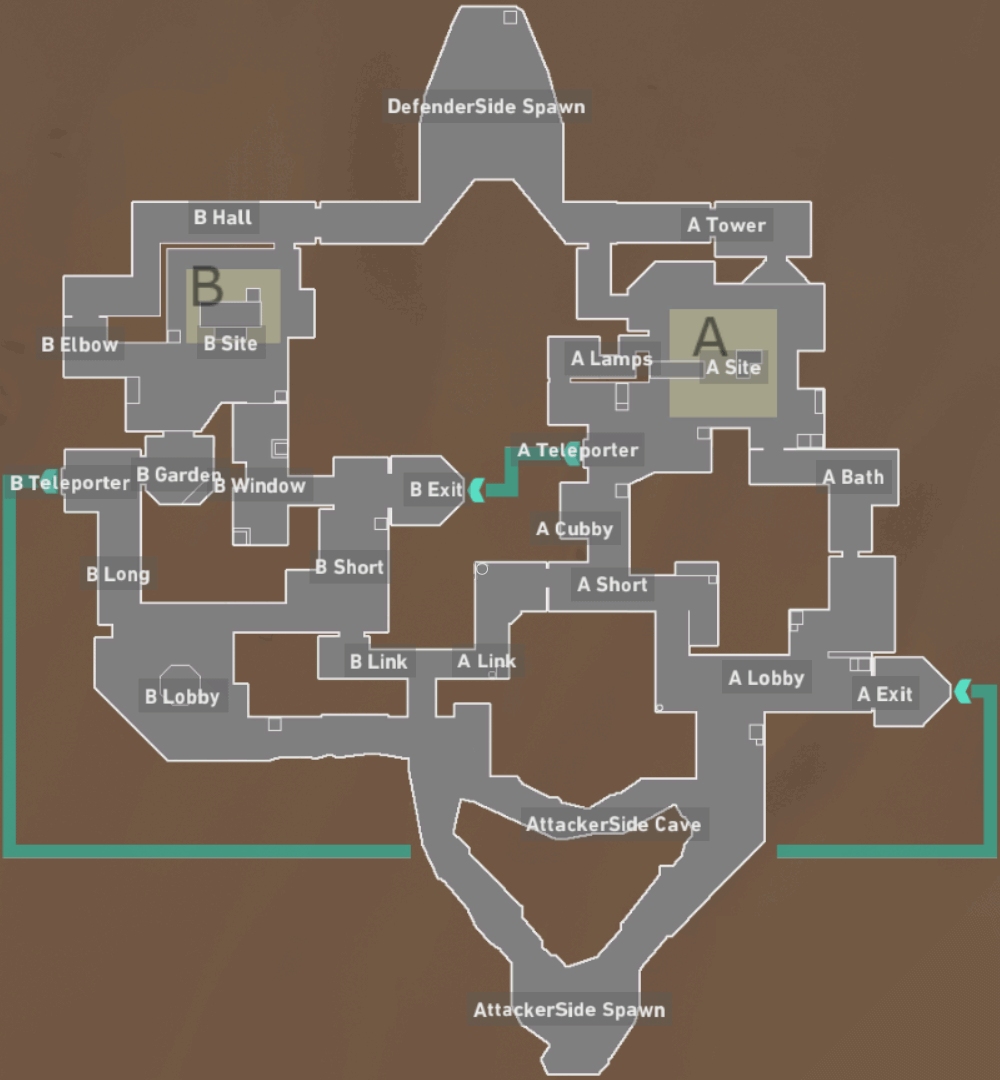 DefenderSide Spawn
B Hall
A Tower
B
A
B Elbow
B Site
A Lamps
A Site
A Teleporter
B Teleporter
B Garden
B Window
B Exit
A Bath
A Cubby
B Long
B Short
A Short
B Link
A Link
B Lobby
A Lobby
A Exit
AttackerSide Cave
AttackerSide Spawn